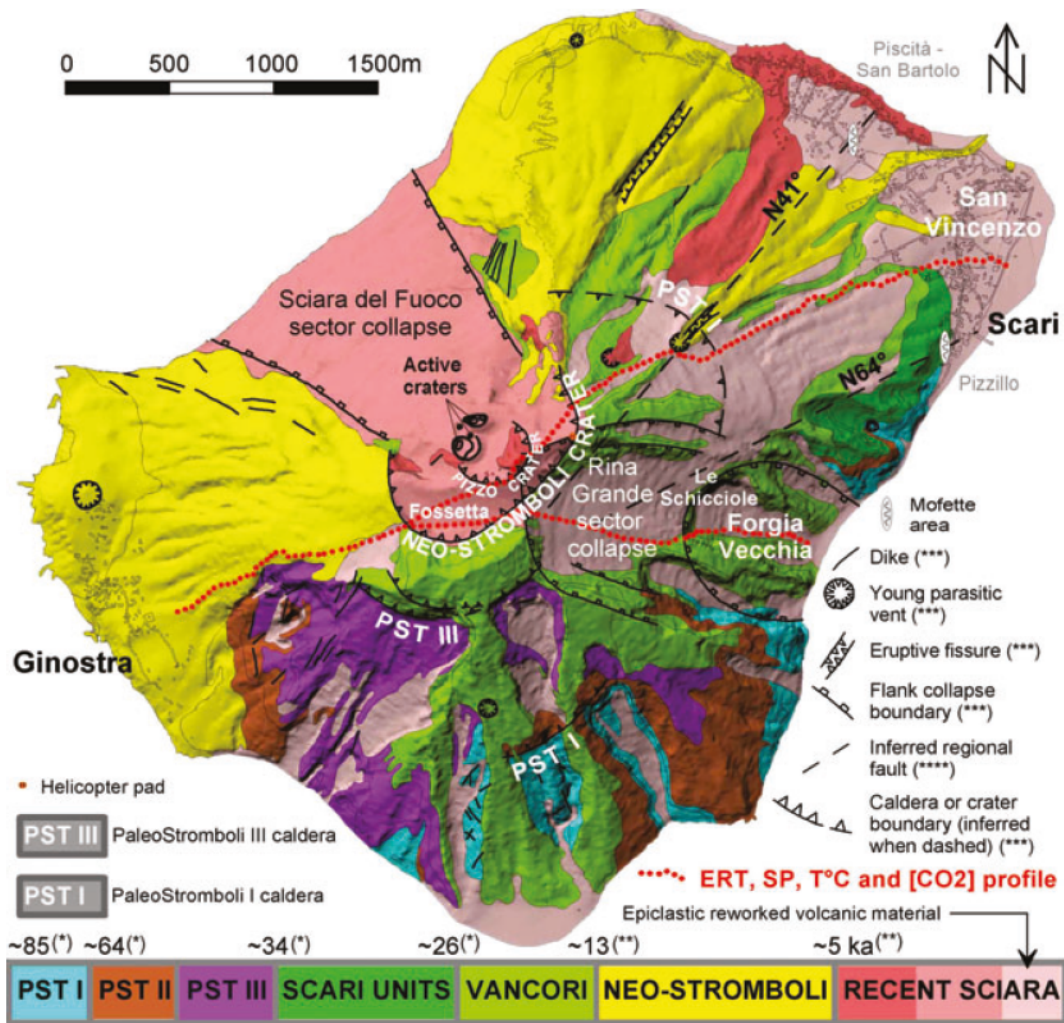 0 500 1000 1500m
Piscità -
San Bartolo
N
N41°
San
Vincenzo
PST I
Sciara del Fuoco
sector collapse
Scari
Active
craters
N64°
Pizzillo
PIZZO CRATER
NEO-STROMBOLI CRATER
Rina
Grande
sector
collapse
Le
Schicciole
Fossetta
Forgia
Vecchia
PST III
Ginostra
PST I
Mofette
area
Dike (***)
Young parasitic
vent (***)
Eruptive fissure (***)
Flank collapse
boundary (***)
Inferred regional
fault (****)
Caldera or crater
boundary (inferred
when dashed) (***)
Helicopter pad
PST III PaleoStromboli III caldera
PST I PaleoStromboli I caldera
ERT, SP, T°C and [CO2] profile
Epiclastic reworked volcanic material
~85(*) ~64(*) ~34(*) ~26(*) ~13(**) ~5 ka(**)
PST I PST II PST III SCARI UNITS VANCORI NEO-STROMBOLI RECENT SCIARA